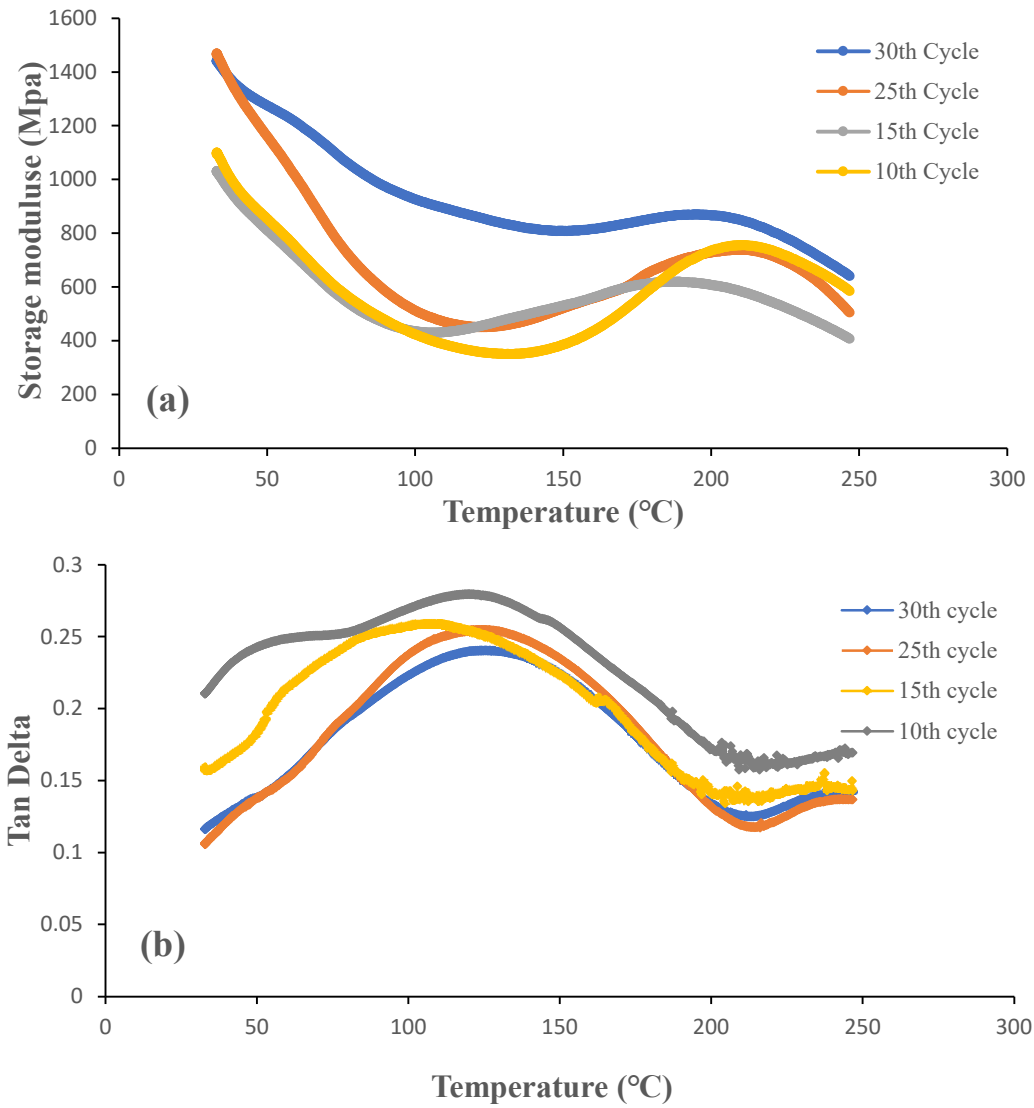 1600
1400
1200
1000
800
600
400
200
0
Storage moduluse (Mpa)
30th Cycle
25th Cycle
15th Cycle
10th Cycle
(a)
0 50 100 150 200 250 300
Temperature (°C)
0.3
0.25
0.2
0.15
0.1
0.05
0
Tan Delta
30th cycle
25th cycle
15th cycle
10th cycle
(b)
0 50 100 150 200 250 300
Temperature (°C)